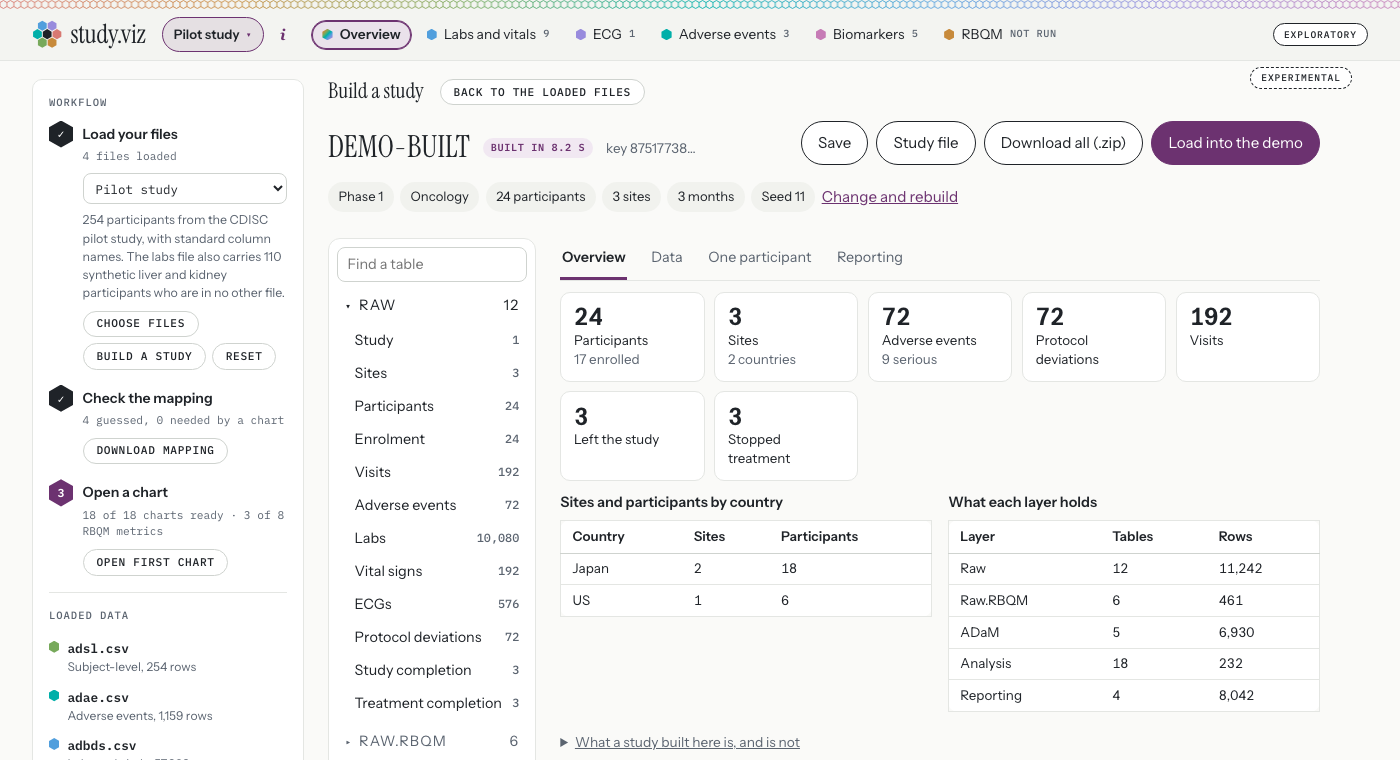 study.viz
Pilot study
i
Overview
Labs and vitals 9
ECG 1
Adverse events 3
Biomarkers 5
RBQM NOT RUN
EXPLORATORY
EXPERIMENTAL
WORKFLOW
✓ Load your files
4 files loaded
Pilot study
254 participants from the CDISC
pilot study, with standard column
names. The labs file also carries 110
synthetic liver and kidney
participants who are in no other file.
CHOOSE FILES
BUILD A STUDY RESET
✓ Check the mapping
4 guessed, 0 needed by a chart
DOWNLOAD MAPPING
3 Open a chart
18 of 18 charts ready · 3 of 8
RBQM metrics
OPEN FIRST CHART
LOADED DATA
adsl.csv
Subject-level, 254 rows
adae.csv
Adverse events, 1,159 rows
adbds.csv
Build a study BACK TO THE LOADED FILES
DEMO-BUILT BUILT IN 8.2 S key 87517738…
Save Study file Download all (.zip) Load into the demo
Phase 1 Oncology 24 participants 3 sites 3 months Seed 11 Change and rebuild
Find a table
RAW 12
Study 1
Sites 3
Participants 24
Enrolment 24
Visits 192
Adverse events 72
Labs 10,080
Vital signs 192
ECGs 576
Protocol deviations 72
Study completion 3
Treatment completion 3
RAW.RBQM 6
Overview Data One participant Reporting
24
Participants
17 enrolled
3
Sites
2 countries
72
Adverse events
9 serious
72
Protocol
deviations
192
Visits
3
Left the study
3
Stopped
treatment
Sites and participants by country
Country Sites Participants
Japan 2 18
US 1 6
What each layer holds
Layer Tables Rows
Raw 12 11,242
Raw.RBQM 6 461
ADaM 5 6,930
Analysis 18 232
Reporting 4 8,042
What a study built here is, and is not